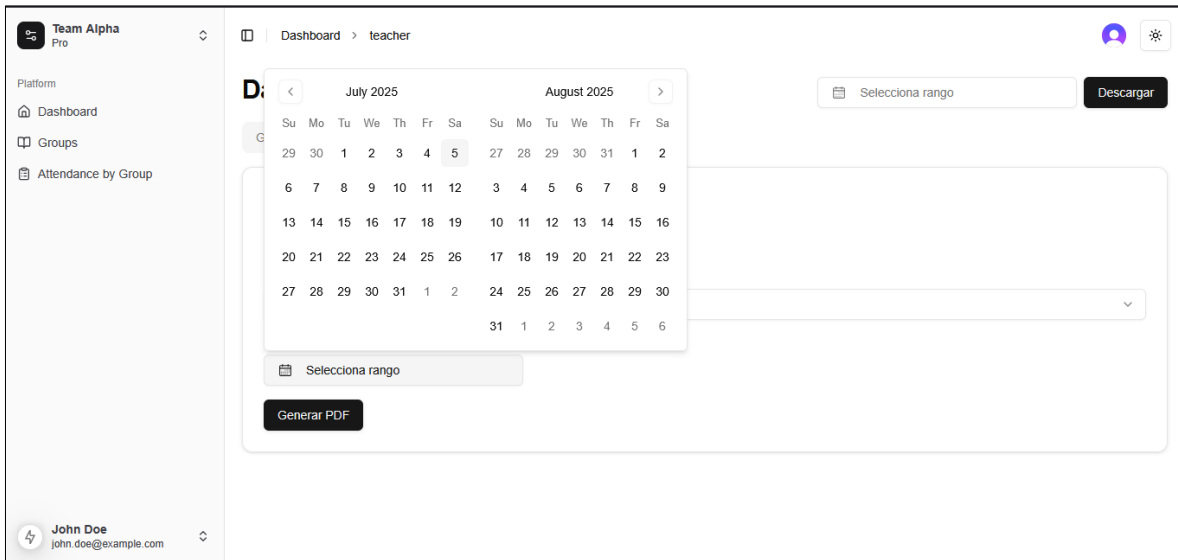 Team Alpha
Pro
Platform
Dashboard
Groups
Attendance by Group
John Doe
john.doe@example.com
Dashboard > teacher
Selecciona rango
Descargar
July 2025
Su Mo Tu We Th Fr Sa
29 30 1 2 3 4 5
6 7 8 9 10 11 12
13 14 15 16 17 18 19
20 21 22 23 24 25 26
27 28 29 30 31 1 2
August 2025
Su Mo Tu We Th Fr Sa
27 28 29 30 31 1 2
3 4 5 6 7 8 9
10 11 12 13 14 15 16
17 18 19 20 21 22 23
24 25 26 27 28 29 30
31 1 2 3 4 5 6
Selecciona rango
Generar PDF